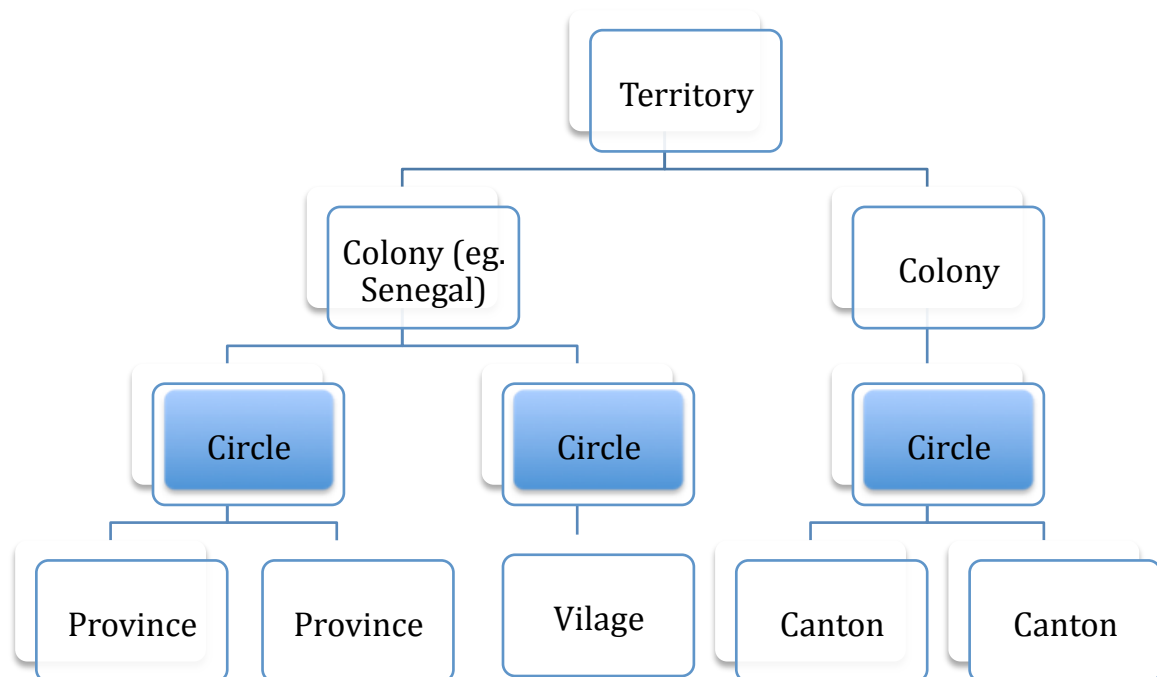 Territory
Colony (eg.
Senegal)
Colony
Circle
Circle
Circle
Province
Province
Vilage
Canton
Canton